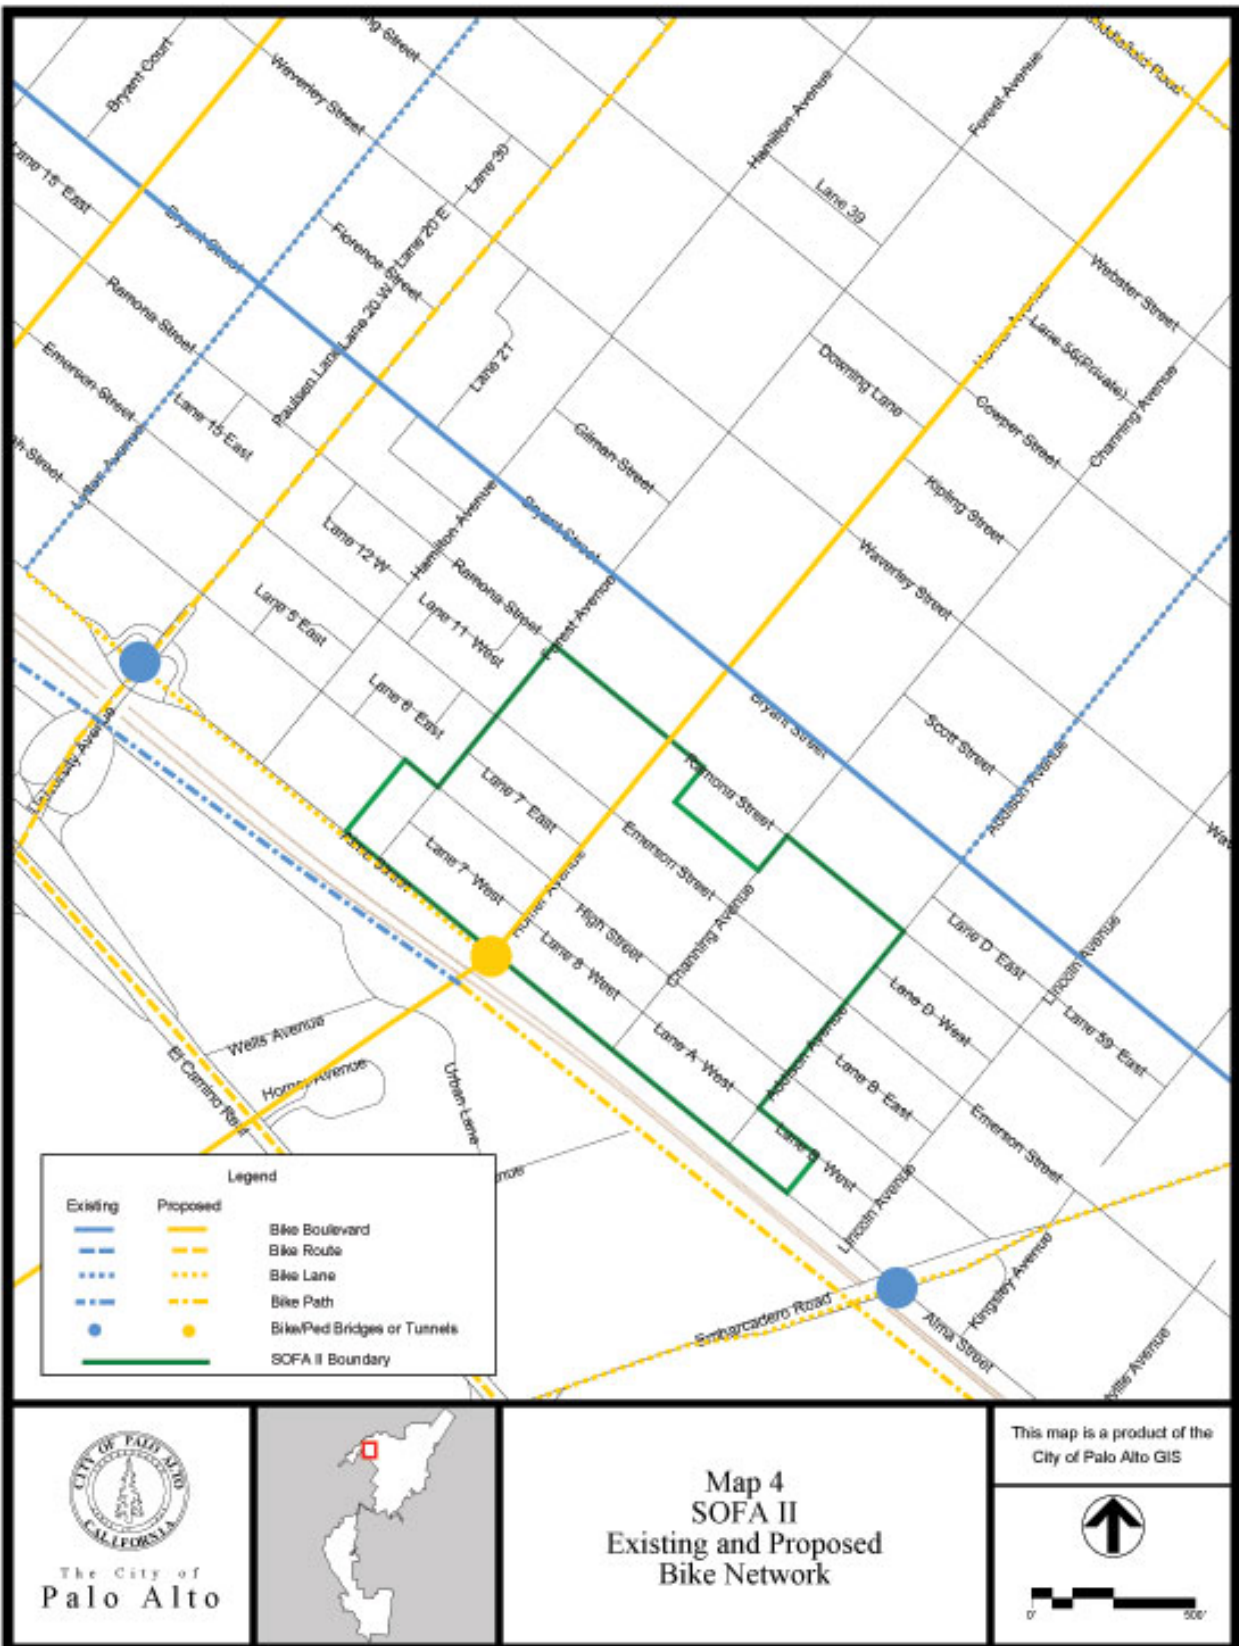 Bryant Court
Waverley Street
Lane 30
Hamilton Avenue
Forest Avenue
Middlefield Road
Lane 15 East
Bryant Street
Florence Street
Lane 20 E
Lane 39
Ramona Street
Lane 20 W
Paulsen Lane
Webster Street
Emerson Street
Lane 21
Lane 56(Private)
Downing Lane
Lane 15 East
Cowper Street
Channing Avenue
Lytton Avenue
Gilman Street
Kipling Street
Hamilton Avenue
Bryant Street
Lane 12 W
Waverley Street
Ramona Street
Forest Avenue
Lane 5 East
Lane 11 West
Lane 6 East
Bryant Street
Scott Street
University Avenue
Ramona Street
Addison Avenue
Lane 7 East
Emerson Street
Alma Street
Lane 7 West
Homer Avenue
High Street
Channing Avenue
Lane D East
Lincoln Avenue
Lane 8 West
Lane D West
Wells Avenue
Lane A West
Addison Avenue
Lane 59 East
El Camino Real
Homer Avenue
Urban Lane
Lane B East
Emerson Street
Lane B West
Lincoln Avenue
Embarcadero Road
Kingsley Avenue
Alma Street
Legend
Existing Proposed
Bike Boulevard
Bike Route
Bike Lane
Bike Path
Bike/Ped Bridges or Tunnels
SOFA II Boundary
CITY OF PALO ALTO
CALIFORNIA
The City of
Palo Alto
Map 4
SOFA II
Existing and Proposed
Bike Network
This map is a product of the
City of Palo Alto GIS
0' 500'